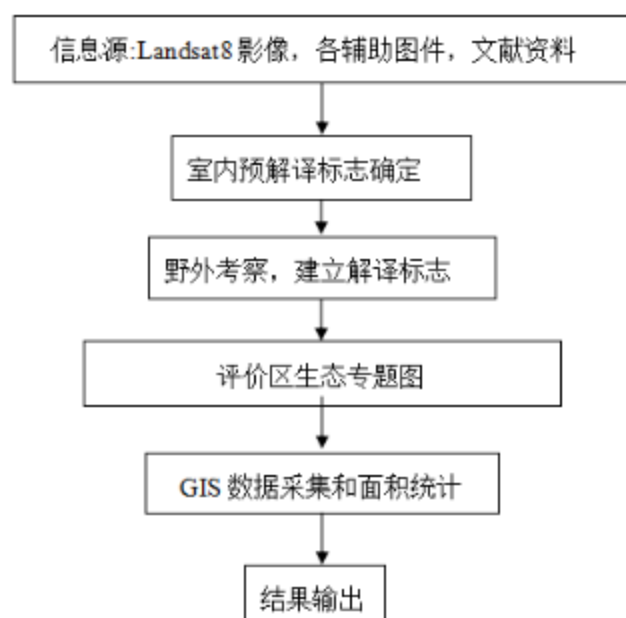 信息源:Landsat8影像，各辅助图件，文献资料
室内预解译标志确定
野外考察，建立解译标志
评价区生态专题图
GIS 数据采集和面积统计
结果输出